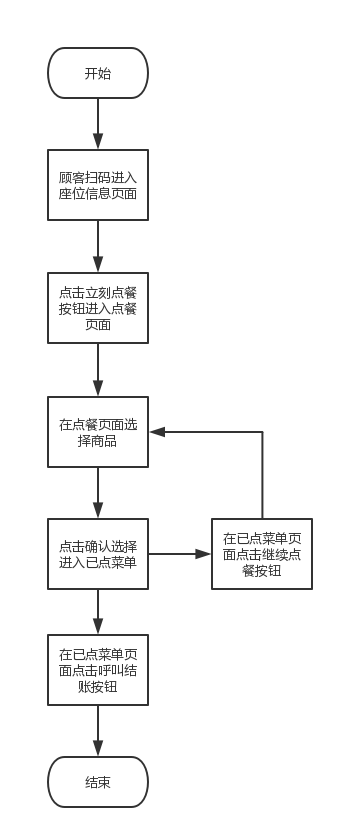 开始
顾客扫码进入
座位信息页面
点击立刻点餐
按钮进入点餐
页面
在点餐页面选
择商品
点击确认选择
进入已点菜单
在已点菜单页
面点击继续点
餐按钮
在已点菜单页
面点击呼叫结
账按钮
结束